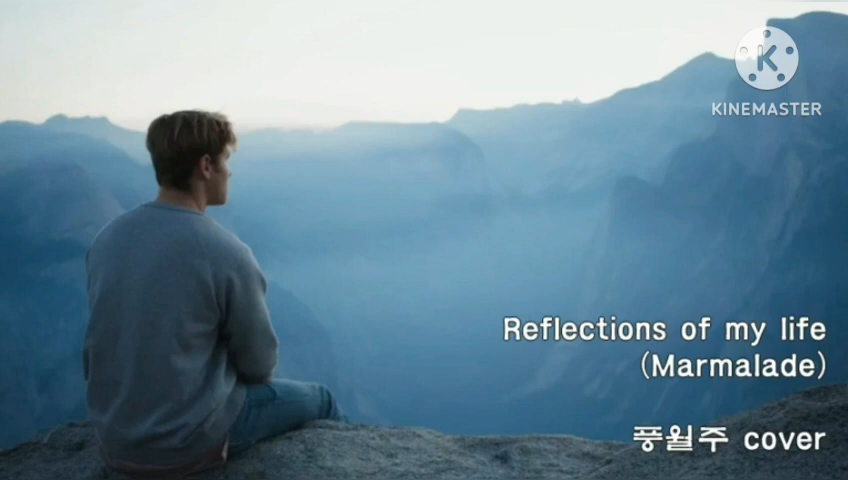 KINEMASTER
Reflections of my life
(Marmalade)
풍월주 cover